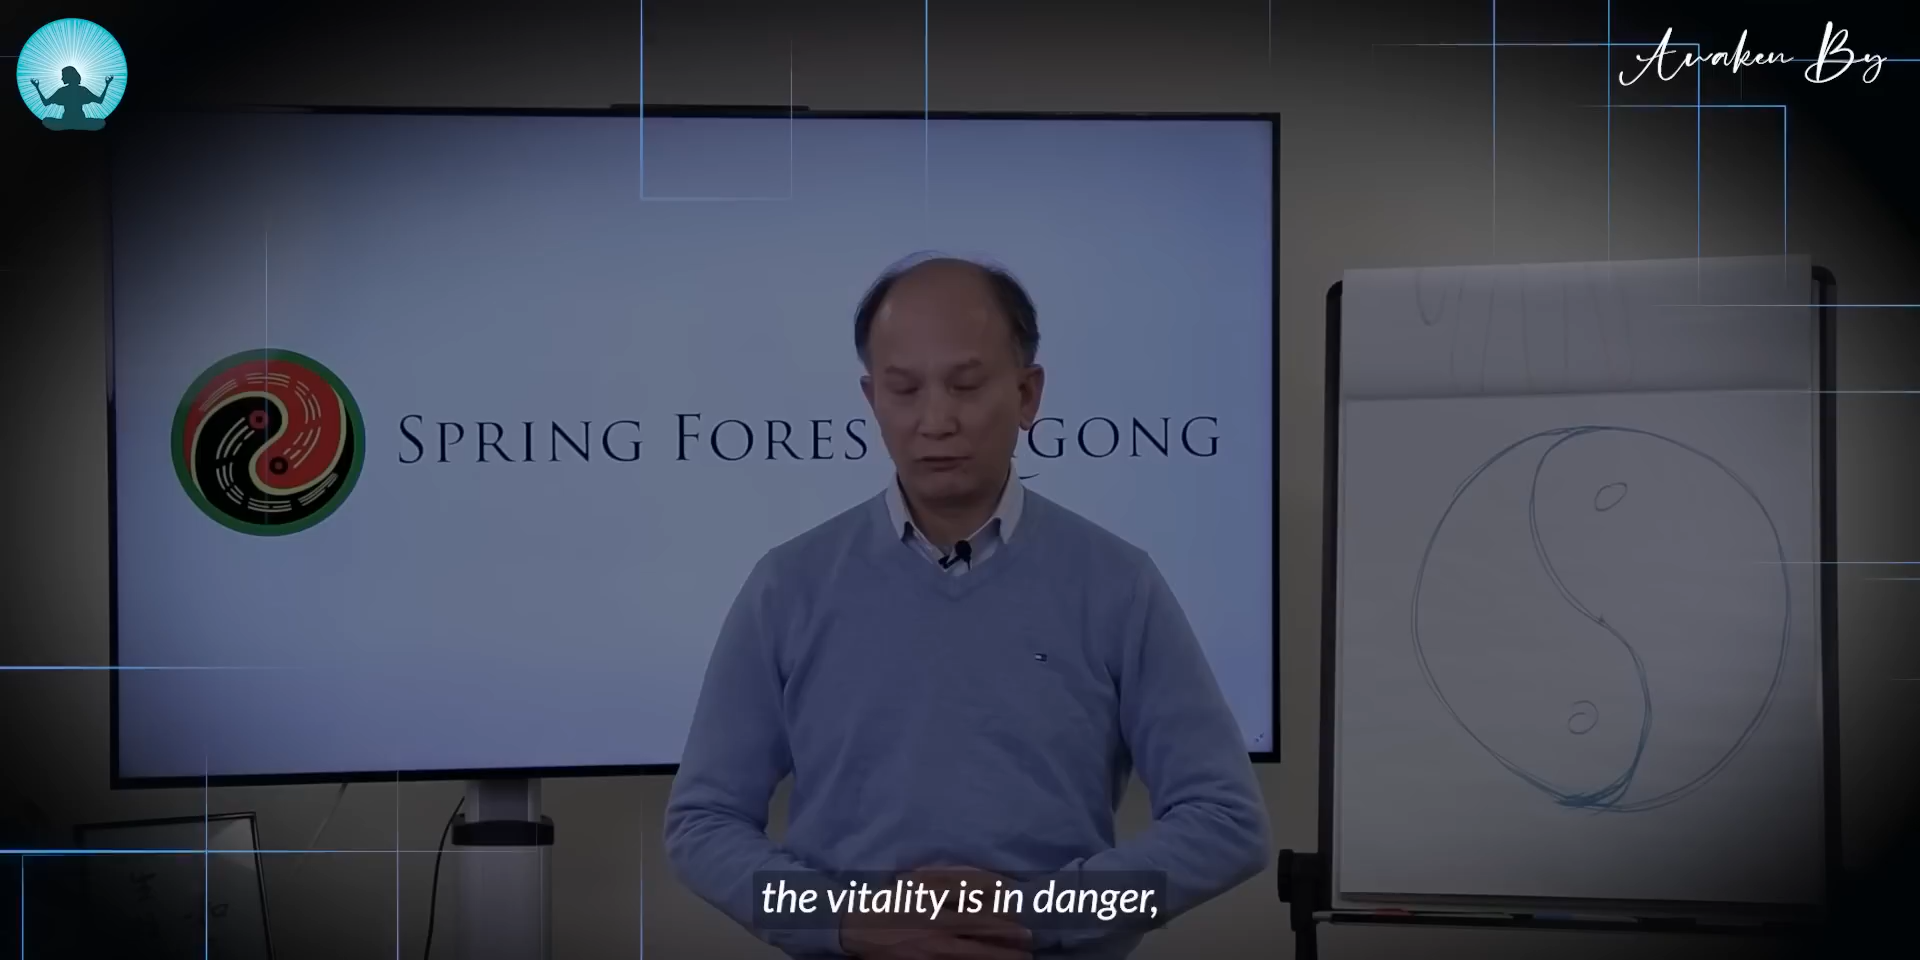 Awaken By
SPRING FORES GONG
the vitality is in danger,